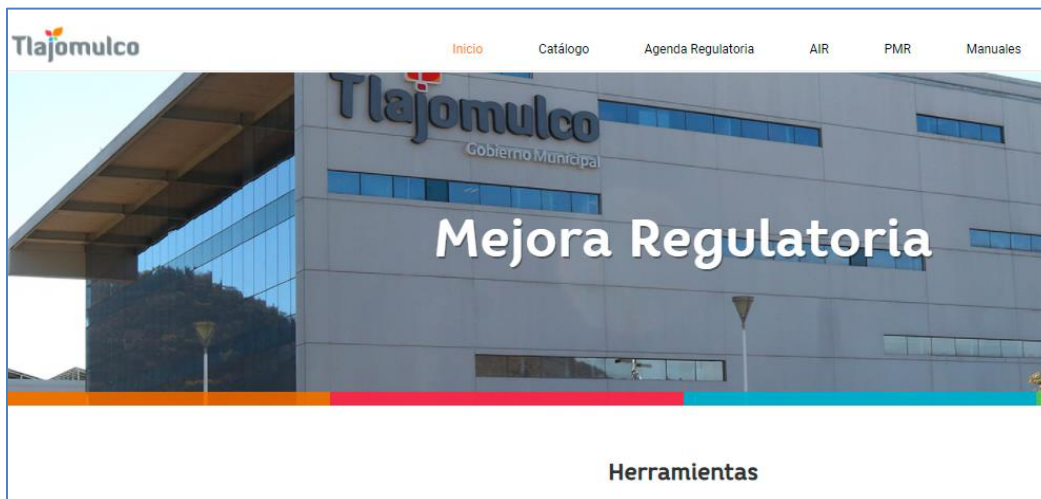 Tlajomulco
Inicio Catálogo Agenda Regulatoria AIR PMR Manuales
Tlajomulco
Gobierno Municipal
Mejora Regulatoria
Herramientas